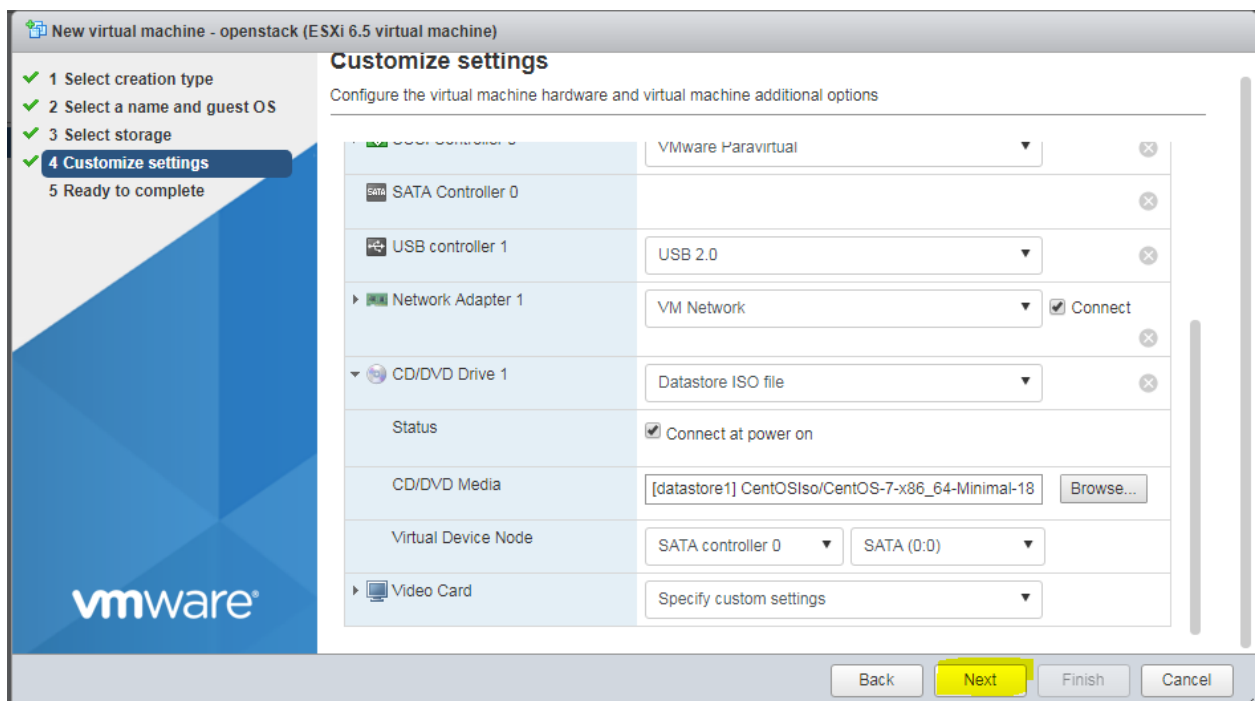 New virtual machine - openstack (ESXi 6.5 virtual machine)
1 Select creation type
2 Select a name and guest OS
3 Select storage
4 Customize settings
5 Ready to complete
vmware®
Customize settings
Configure the virtual machine hardware and virtual machine additional options
VMware Paravirtual
SATA SATA Controller 0
USB controller 1
USB 2.0
Network Adapter 1
VM Network
Connect
CD/DVD Drive 1
Datastore ISO file
Status
Connect at power on
CD/DVD Media
[datastore1] CentOSIso/CentOS-7-x86_64-Minimal-18
Browse...
Virtual Device Node
SATA controller 0
SATA (0:0)
Video Card
Specify custom settings
Back
Next
Finish
Cancel